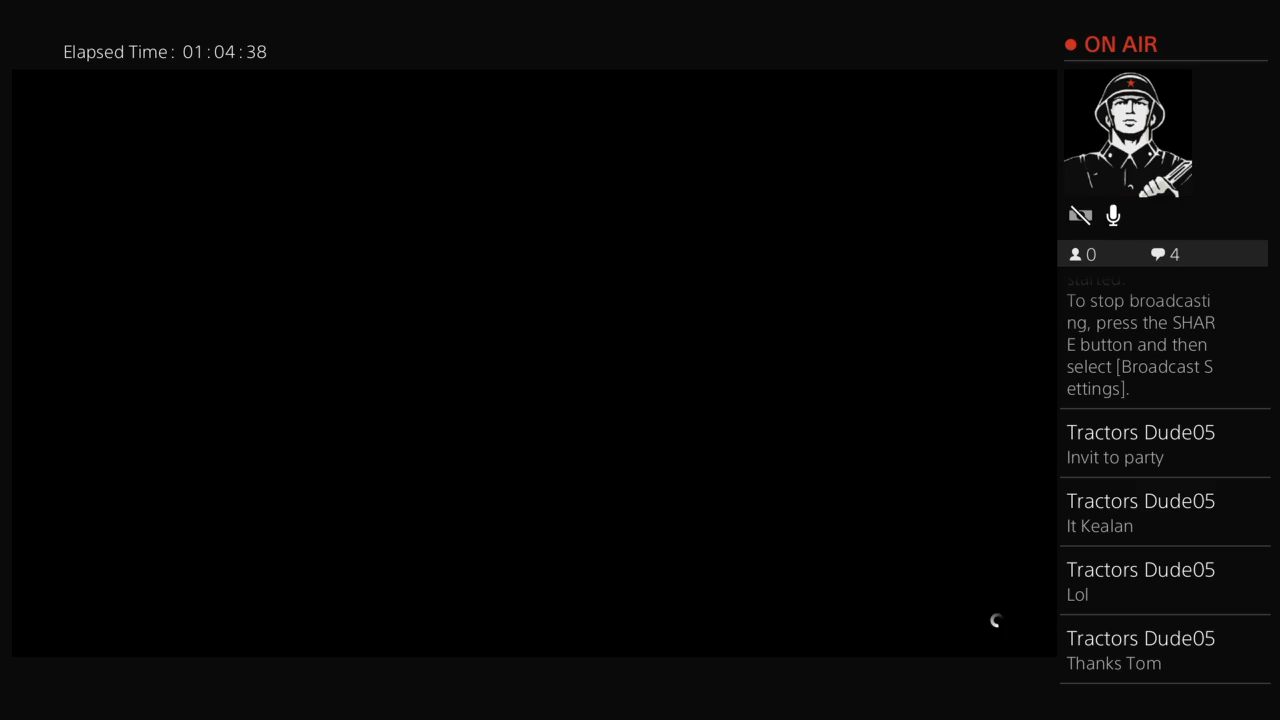 Elapsed Time: 01:04:38
ON AIR
0 4
started.
To stop broadcasti
ng, press the SHAR
E button and then
select [Broadcast S
ettings].
Tractors Dude05
Invit to party
Tractors Dude05
It Kealan
Tractors Dude05
Lol
Tractors Dude05
Thanks Tom